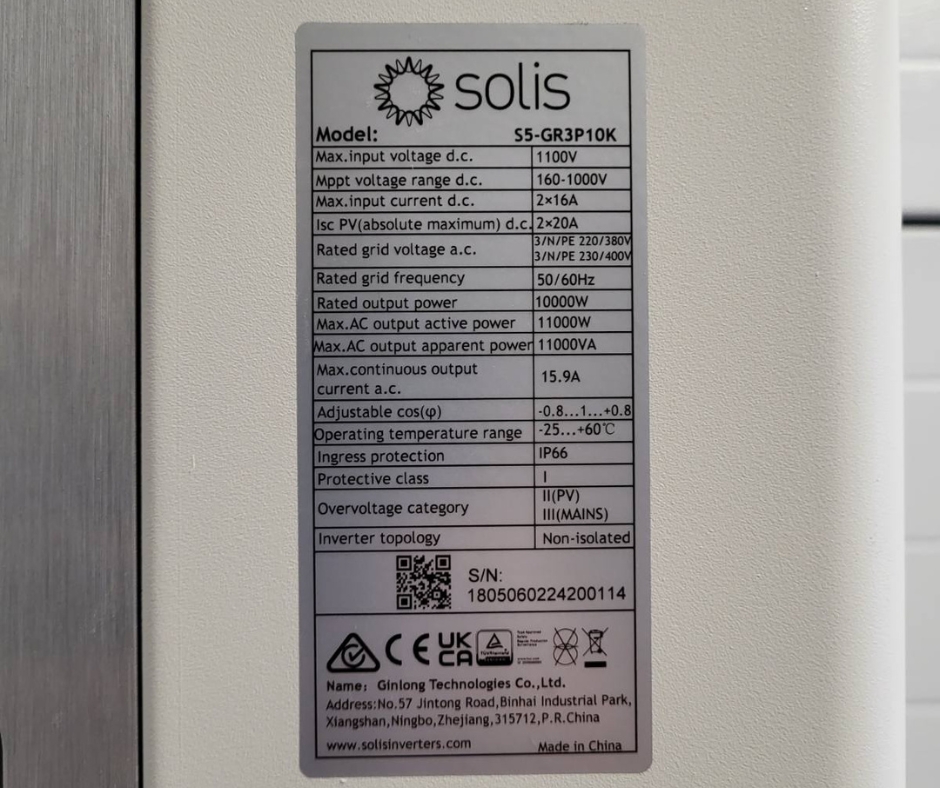 solis
Model: S5-GR3P10K
Max.input voltage d.c. 1100V
Mppt voltage range d.c. 160-1000V
Max.input current d.c. 2×16A
Isc PV(absolute maximum) d.c. 2×20A
Rated grid voltage a.c. 3/N/PE 220/380V
3/N/PE 230/400V
Rated grid frequency 50/60Hz
Rated output power 10000W
Max.AC output active power 11000W
Max.AC output apparent power 11000VA
Max.continuous output
current a.c. 15.9A
Adjustable cos(φ) -0.8...1...+0.8
Operating temperature range -25...+60℃
Ingress protection IP66
Protective class I
Overvoltage category II(PV)
III(MAINS)
Inverter topology Non-isolated
S/N:
1805060224200114
CE UK
CA
Name: Ginlong Technologies Co.,Ltd.
Address:No.57 Jintong Road,Binhai Industrial Park,
Xiangshan,Ningbo,Zhejiang,315712,P.R.China
www.solisinverters.com Made in China